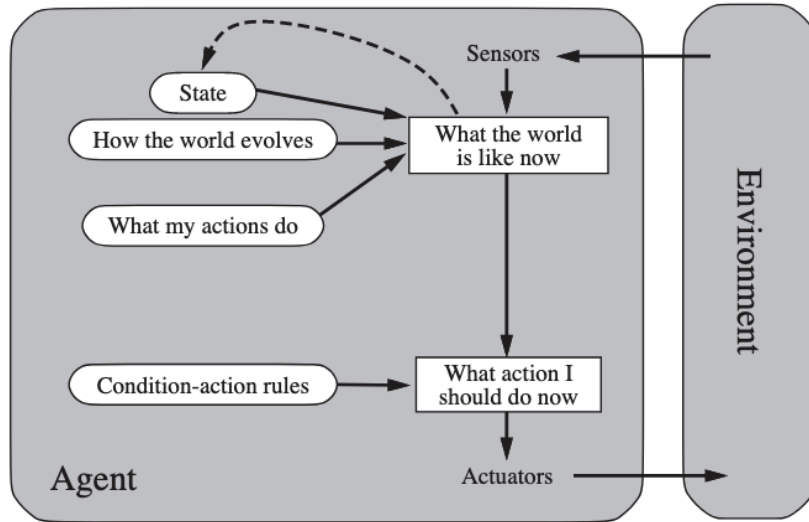 Sensors
State
How the world evolves
What the world
is like now
What my actions do
Condition-action rules
What action I
should do now
Agent
Actuators
Environment